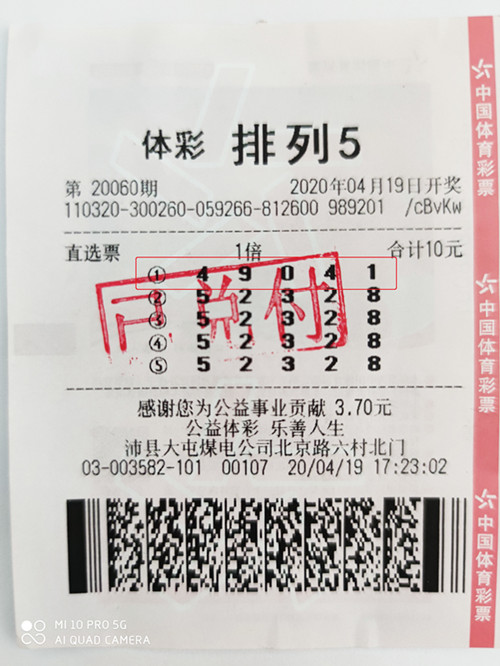 体彩 排列5
第 20060期 2020年04月19日开奖
110320-300260-059266-812600 989201 /cBvKw
直选票 1倍 合计10元
① 4 9 0 4 1
② 5 2 3 2 8
③ 5 2 3 2 8
④ 5 2 3 2 8
⑤ 5 2 3 2 8
已兑付
感谢您为公益事业贡献 3.70元
公益体彩 乐善人生
沛县大屯煤电公司北京路六村北门
03-003582-101 00107 20/04/19 17:23:02
中国体育彩票
中国体育彩票
中国体育彩票
MI 10 PRO 5G
AI QUAD CAMERA